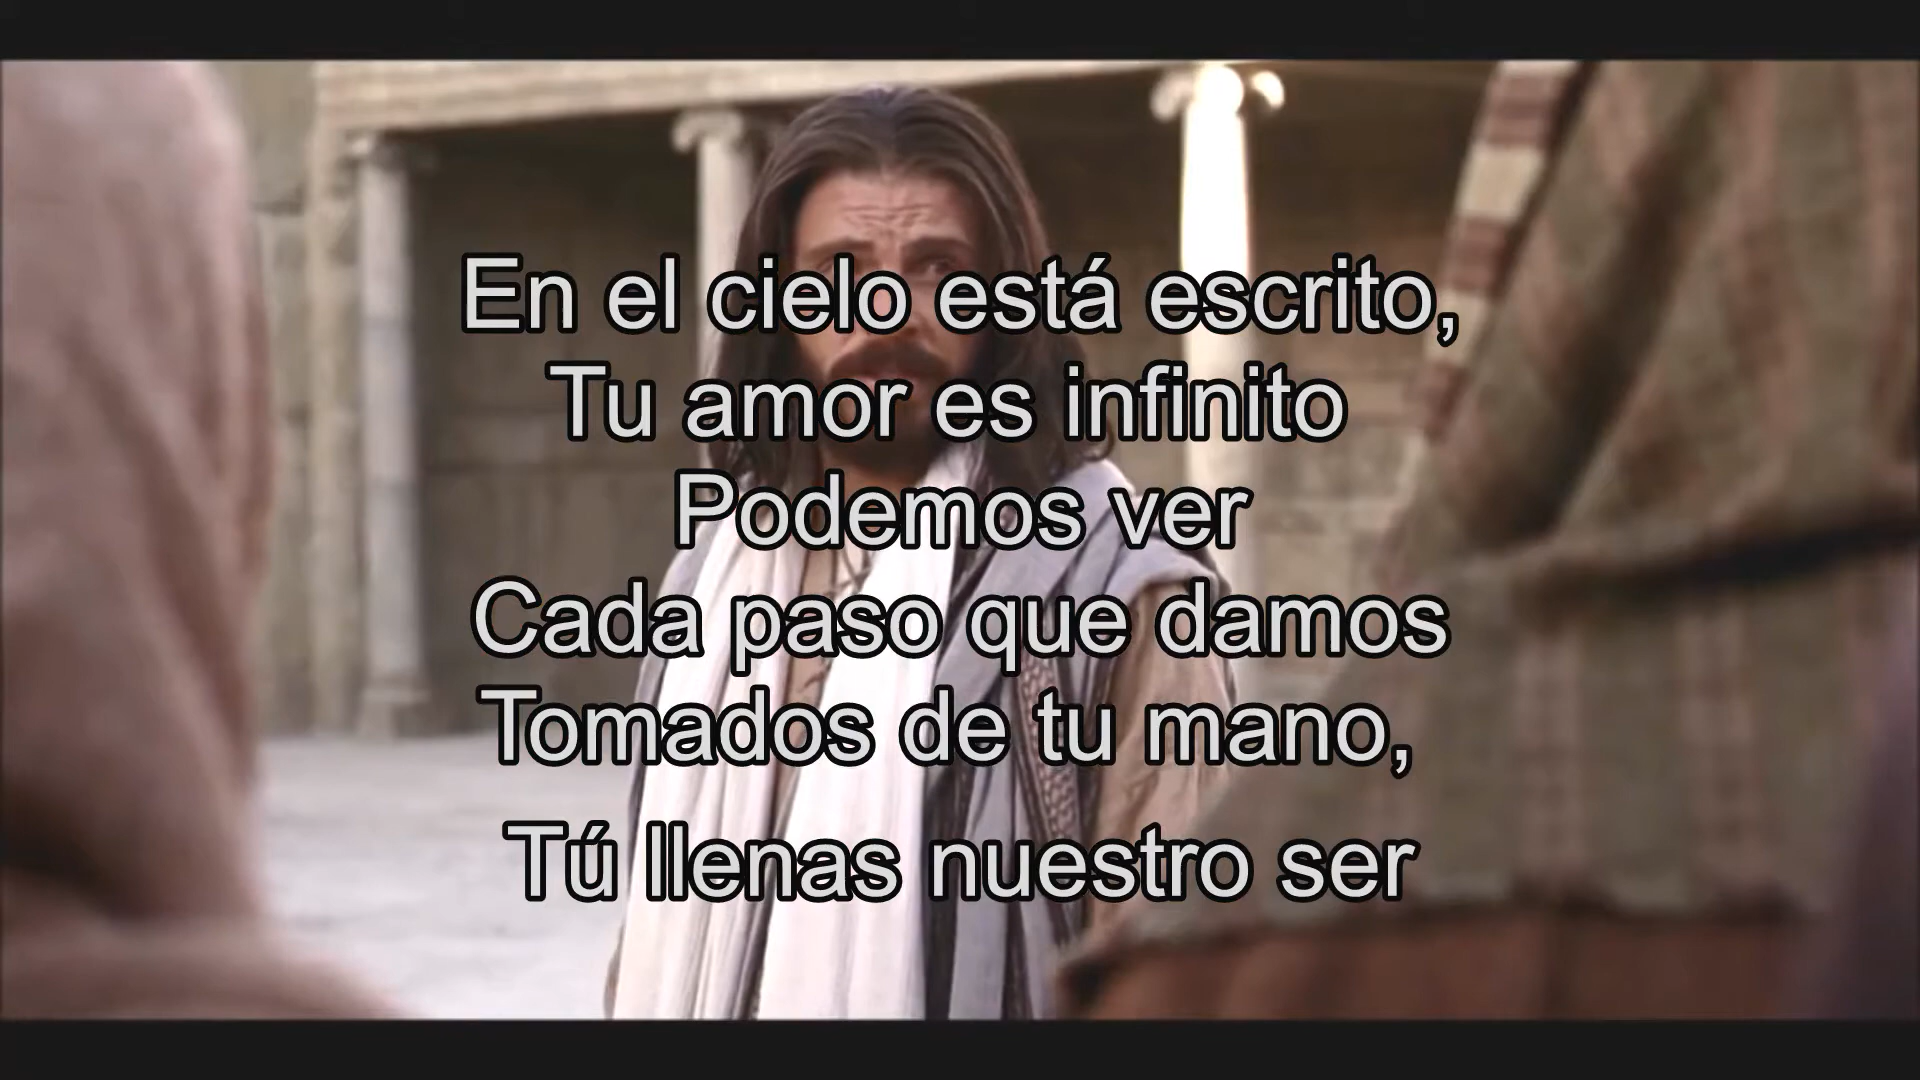 En el cielo está escrito,
Tu amor es infinito
Podemos ver
Cada paso que damos
Tomados de tu mano,
Tú llenas nuestro ser